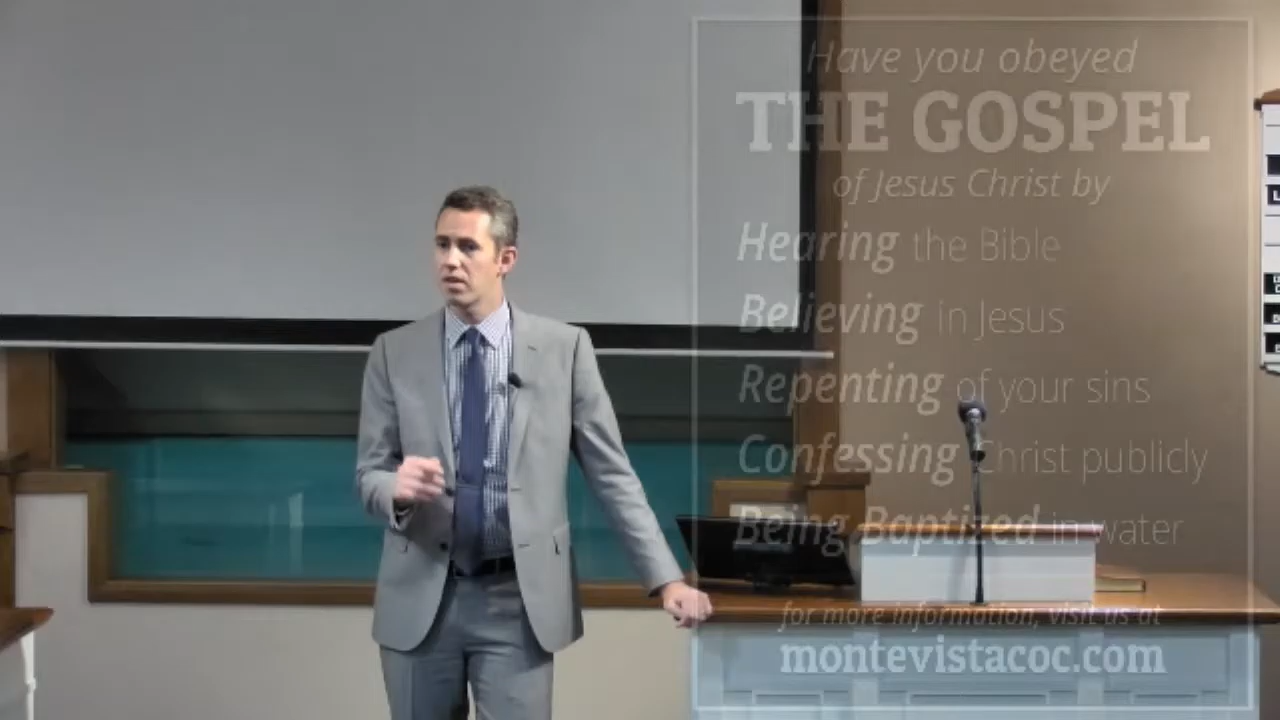 Have you obeyed
THE GOSPEL
of Jesus Christ by
Hearing the Bible
Believing in Jesus
Repenting of your sins
Confessing Christ publicly
Being Baptized in water
for more information, visit us at
montevistacoc.com